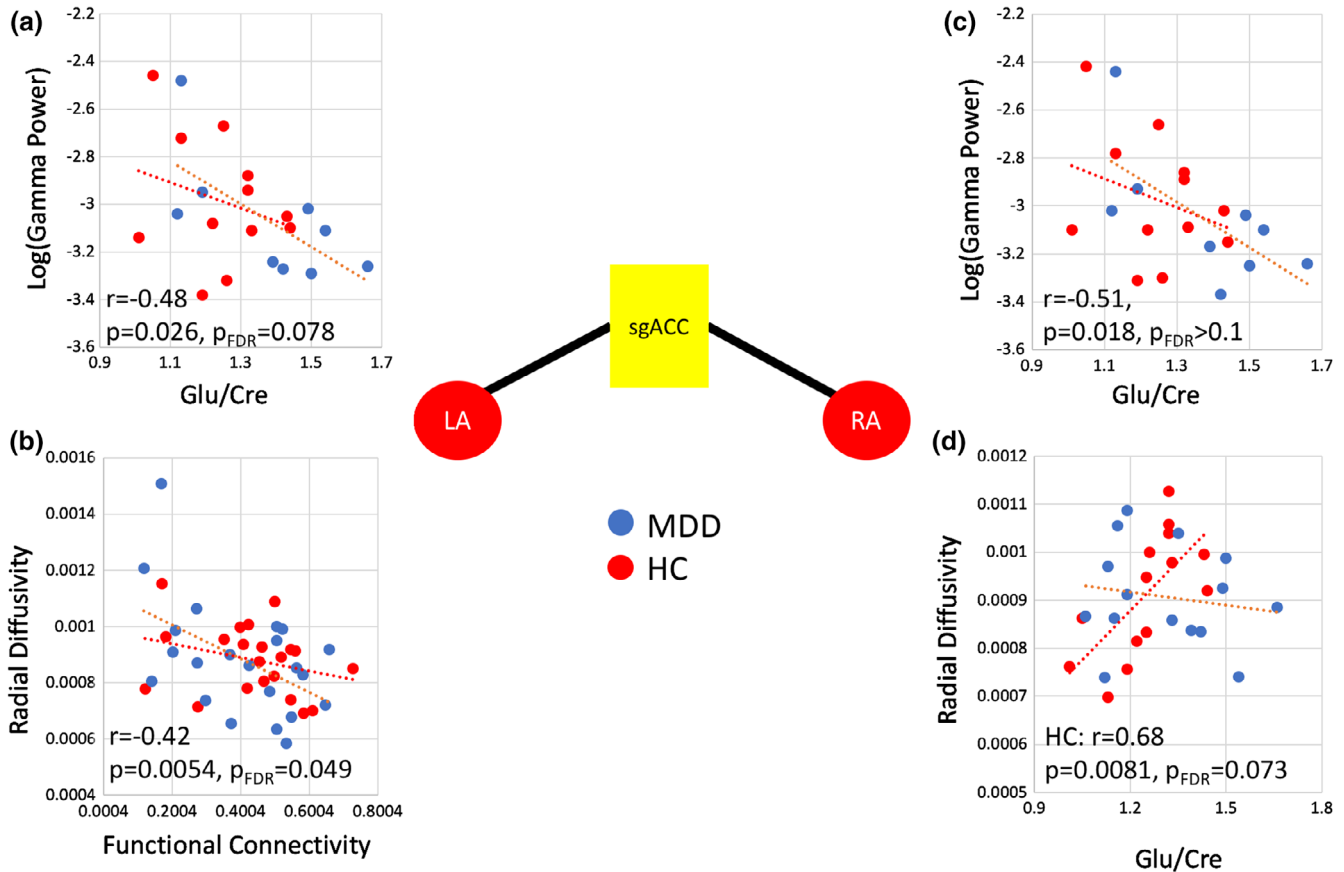 (a)
-2.2
-2.4
-2.6
-2.8
-3
-3.2
-3.4
-3.6
Log(Gamma Power)
r=-0.48
p=0.026, pFDR=0.078
0.9 1.1 1.3 1.5 1.7
Glu/Cre
(c)
-2.2
-2.4
-2.6
-2.8
-3
-3.2
-3.4
-3.6
Log(Gamma Power)
r=-0.51,
p=0.018, pFDR>0.1
0.9 1.1 1.3 1.5 1.7
Glu/Cre
sgACC
LA
RA
MDD
HC
(b)
0.0016
0.0014
0.0012
0.001
0.0008
0.0006
0.0004
Radial Diffusivity
r=-0.42
p=0.0054, pFDR=0.049
0.0004 0.2004 0.4004 0.6004 0.8004
Functional Connectivity
(d)
0.0012
0.0011
0.001
0.0009
0.0008
0.0007
0.0006
0.0005
Radial Diffusivity
HC: r=0.68
p=0.0081, pFDR=0.073
0.9 1.2 1.5 1.8
Glu/Cre